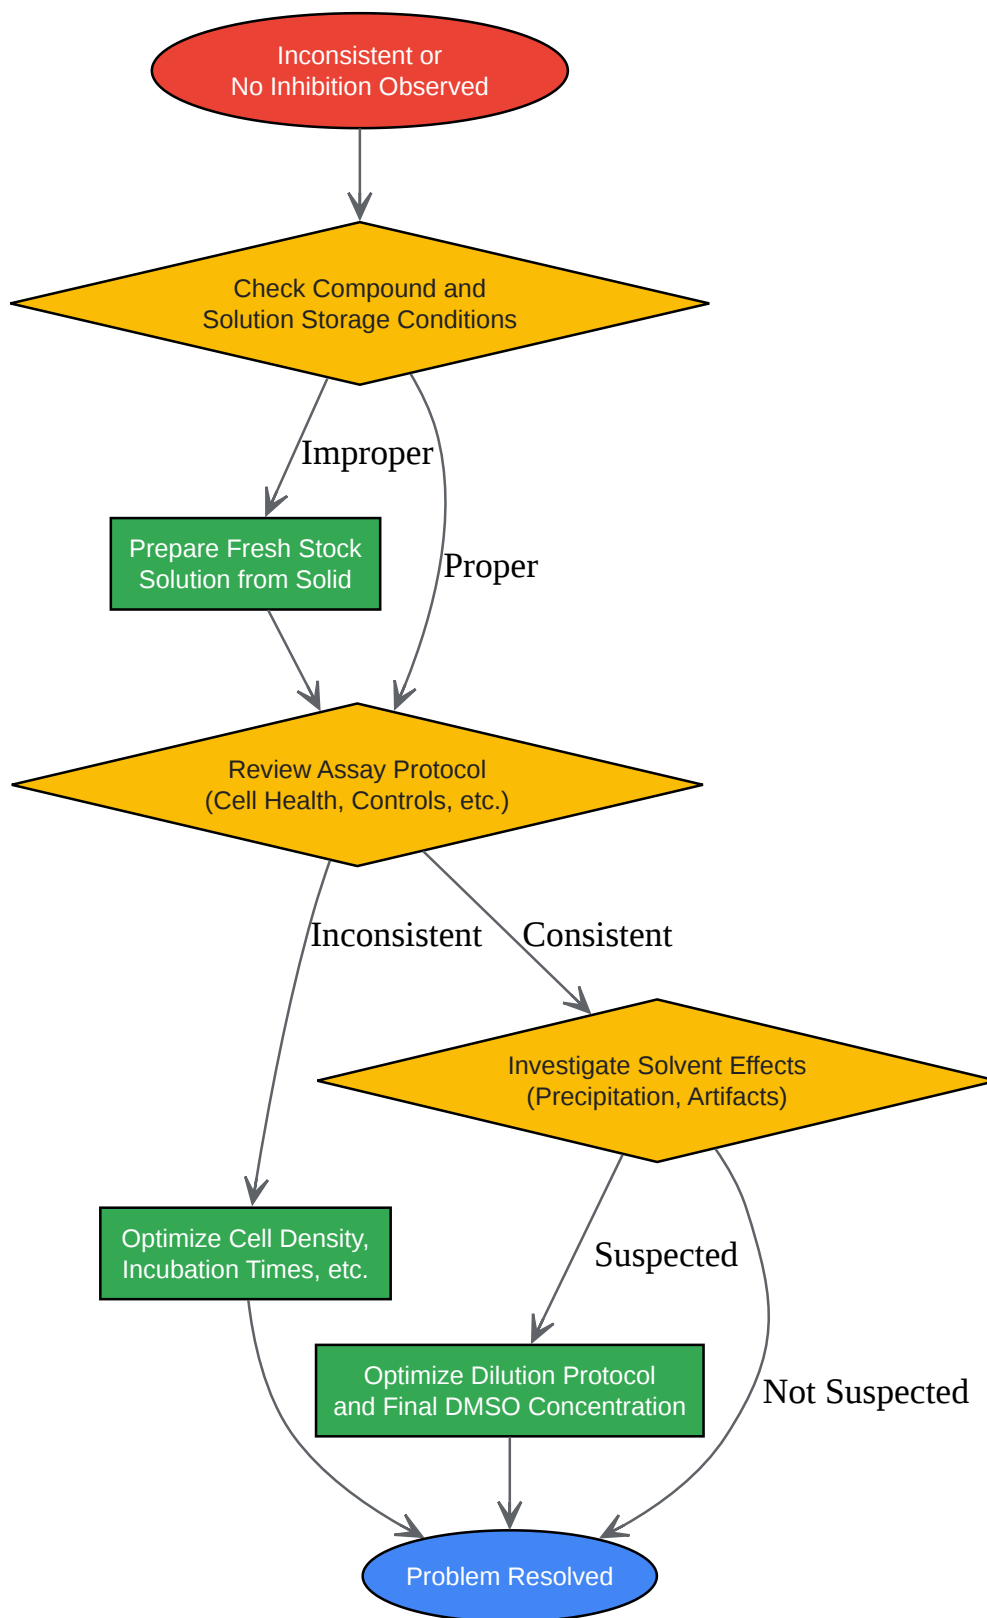 Inconsistent or
No Inhibition Observed
Check Compound and
Solution Storage Conditions
Improper
Prepare Fresh Stock
Solution from Solid
Proper
Review Assay Protocol
(Cell Health, Controls, etc.)
Inconsistent
Consistent
Investigate Solvent Effects
(Precipitation, Artifacts)
Optimize Cell Density,
Incubation Times, etc.
Suspected
Optimize Dilution Protocol
and Final DMSO Concentration
Not Suspected
Problem Resolved